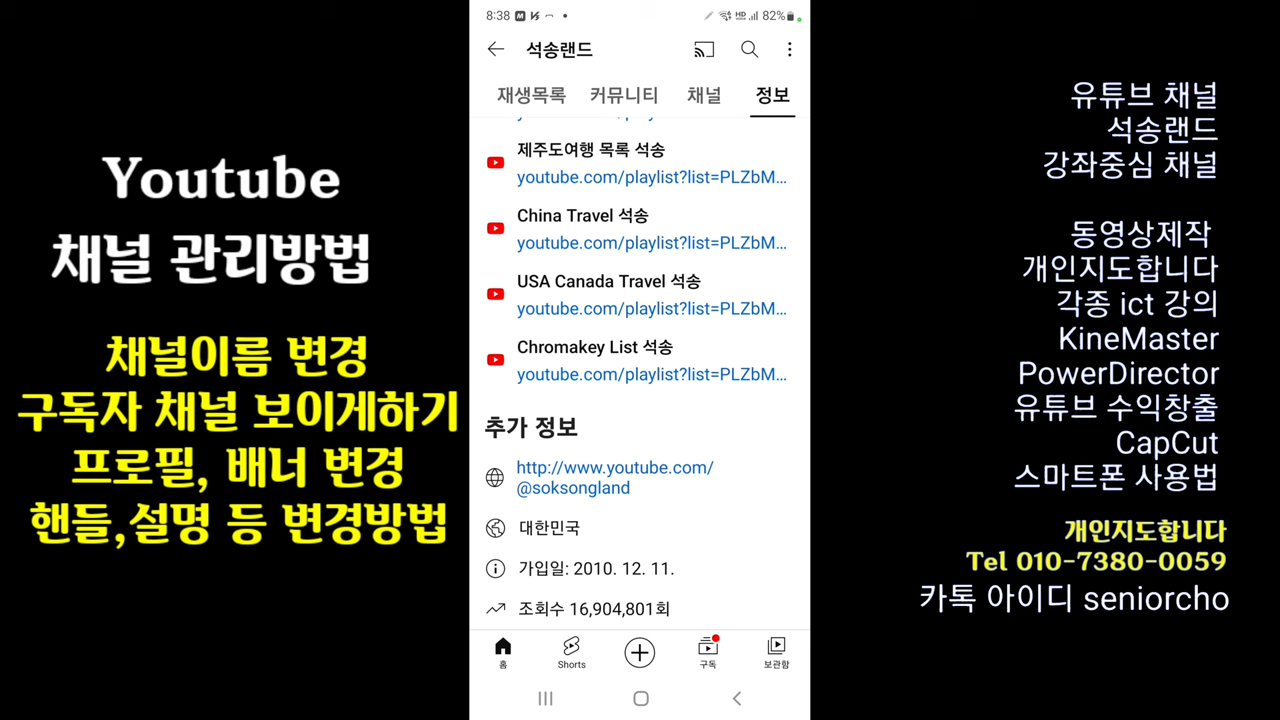 Youtube
채널 관리방법
채널이름 변경
구독자 채널 보이게하기
프로필, 배너 변경
핸들,설명 등 변경방법
8:38
82%
석송랜드
재생목록 커뮤니티 채널 정보
제주도여행 목록 석송
youtube.com/playlist?list=PLZbM...
China Travel 석송
youtube.com/playlist?list=PLZbM...
USA Canada Travel 석송
youtube.com/playlist?list=PLZbM...
Chromakey List 석송
youtube.com/playlist?list=PLZbM...
추가 정보
http://www.youtube.com/
@soksongland
대한민국
가입일: 2010. 12. 11.
조회수 16,904,801회
홈 Shorts 구독 보관함
유튜브 채널
석송랜드
강좌중심 채널
동영상제작
개인지도합니다
각종 ict 강의
KineMaster
PowerDirector
유튜브 수익창출
CapCut
스마트폰 사용법
개인지도합니다
Tel 010-7380-0059
카톡 아이디 seniorcho